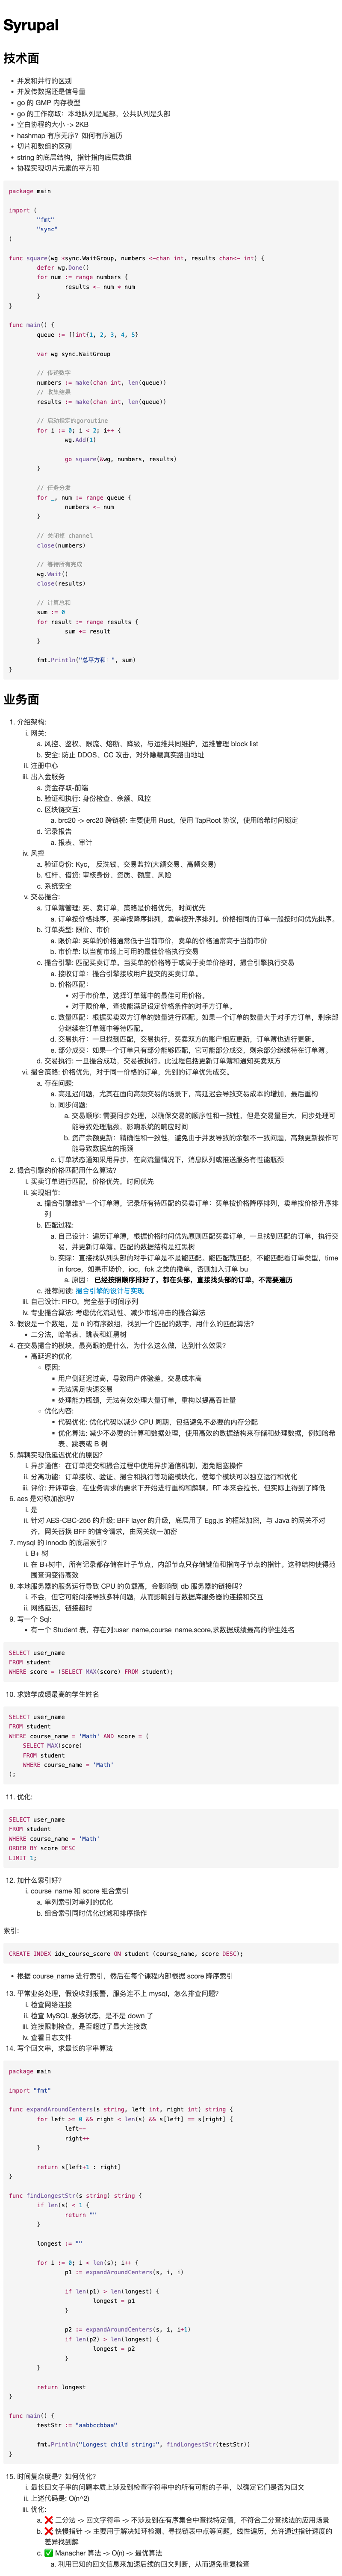 Syrupal
技术面
• 并发和并行的区别
• 并发传数据还是信号量
• go 的 GMP 内存模型
• go 的工作窃取：本地队列是尾部，公共队列是头部
• 空白协程的大小 -> 2KB
• hashmap 有序无序？如何有序遍历
• 切片和数组的区别
• string 的底层结构，指针指向底层数组
• 协程实现切片元素的平方和
package main
import (
"fmt"
"sync"
)
func square(wg *sync.WaitGroup, numbers <-chan int, results chan<- int) {
defer wg.Done()
for num := range numbers {
results <- num * num
}
}
func main() {
queue := []int{1, 2, 3, 4, 5}
var wg sync.WaitGroup
// 传递数字
numbers := make(chan int, len(queue))
// 收集结果
results := make(chan int, len(queue))
// 启动指定的goroutine
for i := 0; i < 2; i++ {
wg.Add(1)
go square(&wg, numbers, results)
}
// 任务分发
for _, num := range queue {
numbers <- num
}
// 关闭掉 channel
close(numbers)
// 等待所有完成
wg.Wait()
close(results)
// 计算总和
sum := 0
for result := range results {
sum += result
}
fmt.Println("总平方和：", sum)
}
业务面
1. 介绍架构:
i. 网关:
a. 风控、鉴权、限流、熔断、降级，与运维共同维护，运维管理 block list
b. 安全: 防止 DDOS、CC 攻击，对外隐藏真实路由地址
ii. 注册中心
iii. 出入金服务
a. 资金存取-前端
b. 验证和执行: 身份检查、余额、风控
c. 区块链交互:
a. brc20 -> erc20 跨链桥: 主要使用 Rust，使用 TapRoot 协议，使用哈希时间锁定
d. 记录报告
a. 报表、审计
iv. 风控
a. 验证身份: Kyc， 反洗钱、交易监控(大额交易、高频交易)
b. 杠杆、借贷: 审核身份、资质、额度、风险
c. 系统安全
v. 交易撮合:
a. 订单簿管理: 买、卖订单，策略是价格优先、时间优先
a. 订单按价格排序，买单按降序排列、卖单按升序排列。价格相同的订单一般按时间优先排序。
b. 订单类型: 限价、市价
a. 限价单: 买单的价格通常低于当前市价，卖单的价格通常高于当前市价
b. 市价单: 以当前市场上可用的最佳价格执行交易
c. 撮合引擎: 匹配买卖订单。当买单的价格等于或高于卖单价格时，撮合引擎执行交易
a. 接收订单：撮合引擎接收用户提交的买卖订单。
b. 价格匹配：
• 对于市价单，选择订单簿中的最佳可用价格。
• 对于限价单，查找能满足设定价格条件的对手方订单。
c. 数量匹配：根据买卖双方订单的数量进行匹配。如果一个订单的数量大于对手方订单，剩余部
分继续在订单簿中等待匹配。
d. 交易执行：一旦找到匹配，交易执行。买卖双方的账户相应更新，订单簿也进行更新。
e. 部分成交：如果一个订单只有部分能够匹配，它可能部分成交，剩余部分继续待在订单簿。
d. 交易执行: 一旦撮合成功，交易被执行。此过程包括更新订单簿和通知买卖双方
vi. 撮合策略: 价格优先，对于同一价格的订单，先到的订单优先成交。
a. 存在问题:
a. 高延迟问题，尤其在面向高频交易的场景下，高延迟会导致交易成本的增加，最后重构
b. 同步问题:
a. 交易顺序: 需要同步处理，以确保交易的顺序性和一致性，但是交易量巨大，同步处理可
能导致处理瓶颈，影响系统的响应时间
b. 资产余额更新：精确性和一致性，避免由于并发导致的余额不一致问题，高频更新操作可
能导致数据库的瓶颈
c. 订单状态通知采用异步，在高流量情况下，消息队列或推送服务有性能瓶颈
2. 撮合引擎的价格匹配用什么算法？
i. 买卖订单进行匹配，价格优先。时间优先
ii. 实现细节:
a. 撮合引擎维护一个订单簿，记录所有待匹配的买卖订单：买单按价格降序排列，卖单按价升序排
列
b. 匹配过程:
a. 自己设计：遍历订单簿，根据价格时间优先原则匹配买卖订单，一旦找到匹配的订单，执行交
易，并更新订单簿，匹配的数据结构是红黑树
b. 实际：直接找队列头部的对手订单是不是能匹配。能匹配就匹配，不能匹配看订单类型，time
in force，如果市场价，ioc，fok 之类的撤单，否则加入订单 bu
a. 原因： 已经按照顺序排好了，都在头部，直接找头部的订单，不需要遍历
c. 推荐阅读: 撮合引擎的设计与实现
iii. 自己设计: FIFO，完全基于时间序列
iv. 专业撮合算法: 考虑优化流动性、减少市场冲击的撮合算法
3. 假设是一个数组，是 n 的有序数组，找到一个匹配的数字，用什么的匹配算法？
• 二分法，哈希表、跳表和红黑树
4. 在交易撮合的模块，最亮眼的是什么，为什么这么做，达到什么效果？
• 高延迟的优化
◦ 原因:
▪ 用户侧延迟过高，导致用户体验差，交易成本高
▪ 无法满足快速交易
▪ 处理能力瓶颈，无法有效处理大量订单，重构以提高吞吐量
◦ 优化内容:
▪ 代码优化: 优化代码以减少 CPU 周期，包括避免不必要的内存分配
▪ 优化算法: 减少不必要的计算和数据处理，使用高效的数据结构来存储和处理数据，例如哈希
表，跳表或 B 树
5. 解耦实现低延迟优化的原因？
i. 异步通信：在订单提交和撮合过程中使用异步通信机制，避免阻塞操作
ii. 分离功能：订单接收、验证，撮合和执行等功能模块化，使每个模块可以独立运行和优化
iii. 评价: 开评审会，在业务需求的要求下开始进行重构和解耦。RT 本来会拉长，但实际上得到了降低
6. aes 是对称加密吗？
i. 是
ii. 针对 AES-CBC-256 的升级: BFF layer 的升级，底层用了 Egg.js 的框架加密，与 Java 的网关不对
齐，网关替换 BFF 的信令请求，由网关统一加密
7. mysql 的 innodb 的底层索引？
i. B+ 树
ii. 在 B+树中，所有记录都存储在叶子节点，内部节点只存储键值和指向子节点的指针。这种结构使得范
围查询变得高效
8. 本地服务器的服务运行导致 CPU 的负载高，会影响到 db 服务器的链接吗？
i. 不会，但它可能间接导致多种问题，从而影响到与数据库服务器的连接和交互
ii. 网络延迟，链接超时
9. 写一个 Sql:
• 有一个 Student 表，存在列:user_name,course_name,score,求数据成绩最高的学生姓名
SELECT user_name
FROM student
WHERE score = (SELECT MAX(score) FROM student);
10. 求数学成绩最高的学生姓名
SELECT user_name
FROM student
WHERE course_name = 'Math' AND score = (
SELECT MAX(score)
FROM student
WHERE course_name = 'Math'
);
11. 优化:
SELECT user_name
FROM student
WHERE course_name = 'Math'
ORDER BY score DESC
LIMIT 1;
12. 加什么索引好？
i. course_name 和 score 组合索引
a. 单列索引对单列的优化
b. 组合索引同时优化过滤和排序操作
索引:
CREATE INDEX idx_course_score ON student (course_name, score DESC);
• 根据 course_name 进行索引，然后在每个课程内部根据 score 降序索引
13. 平常业务处理，假设收到报警，服务连不上 mysql，怎么排查问题？
i. 检查网络连接
ii. 检查 MySQL 服务状态，是不是 down 了
iii. 连接限制检查，是否超过了最大连接数
iv. 查看日志文件
14. 写个回文串，求最长的字串算法
package main
import "fmt"
func expandAroundCenters(s string, left int, right int) string {
for left >= 0 && right < len(s) && s[left] == s[right] {
left--
right++
}
return s[left+1 : right]
}
func findLongestStr(s string) string {
if len(s) < 1 {
return ""
}
longest := ""
for i := 0; i < len(s); i++ {
p1 := expandAroundCenters(s, i, i)
if len(p1) > len(longest) {
longest = p1
}
p2 := expandAroundCenters(s, i, i+1)
if len(p2) > len(longest) {
longest = p2
}
}
return longest
}
func main() {
testStr := "aabbccbbaa"
fmt.Println("Longest child string:", findLongestStr(testStr))
}
15. 时间复杂度是？如何优化？
i. 最长回文子串的问题本质上涉及到检查字符串中的所有可能的子串，以确定它们是否为回文
ii. 上述代码是: O(n^2)
iii. 优化:
a. ❌ 二分法 -> 回文字符串 -> 不涉及到在有序集合中查找特定值，不符合二分查找法的应用场景
b. ❌ 快慢指针 -> 主要用于解决如环检测、寻找链表中点等问题，线性遍历，允许通过指针速度的
差异找到解
c. ✅ Manacher 算法 -> O(n) -> 最优算法
a. 利用已知的回文信息来加速后续的回文判断，从而避免重复检查